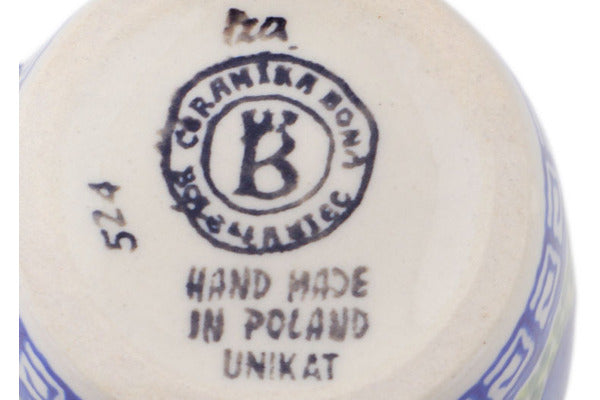 Iza
CERAMIKA BONA
BOLESŁAWIEC
B
524
HAND MADE
IN POLAND
UNIKAT